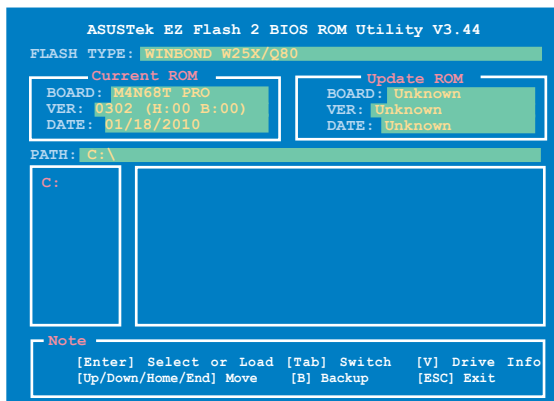 ASUSTek EZ Flash 2 BIOS ROM Utility V3.44
FLASH TYPE: WINBOND W25X/Q80
Current ROM
BOARD: M4N68T PRO
VER: 0302 (H:00 B:00)
DATE: 01/18/2010
Update ROM
BOARD: Unknown
VER: Unknown
DATE: Unknown
PATH: C:\
C:
Note
[Enter] Select or Load [Tab] Switch [V] Drive Info
[Up/Down/Home/End] Move [B] Backup [ESC] Exit